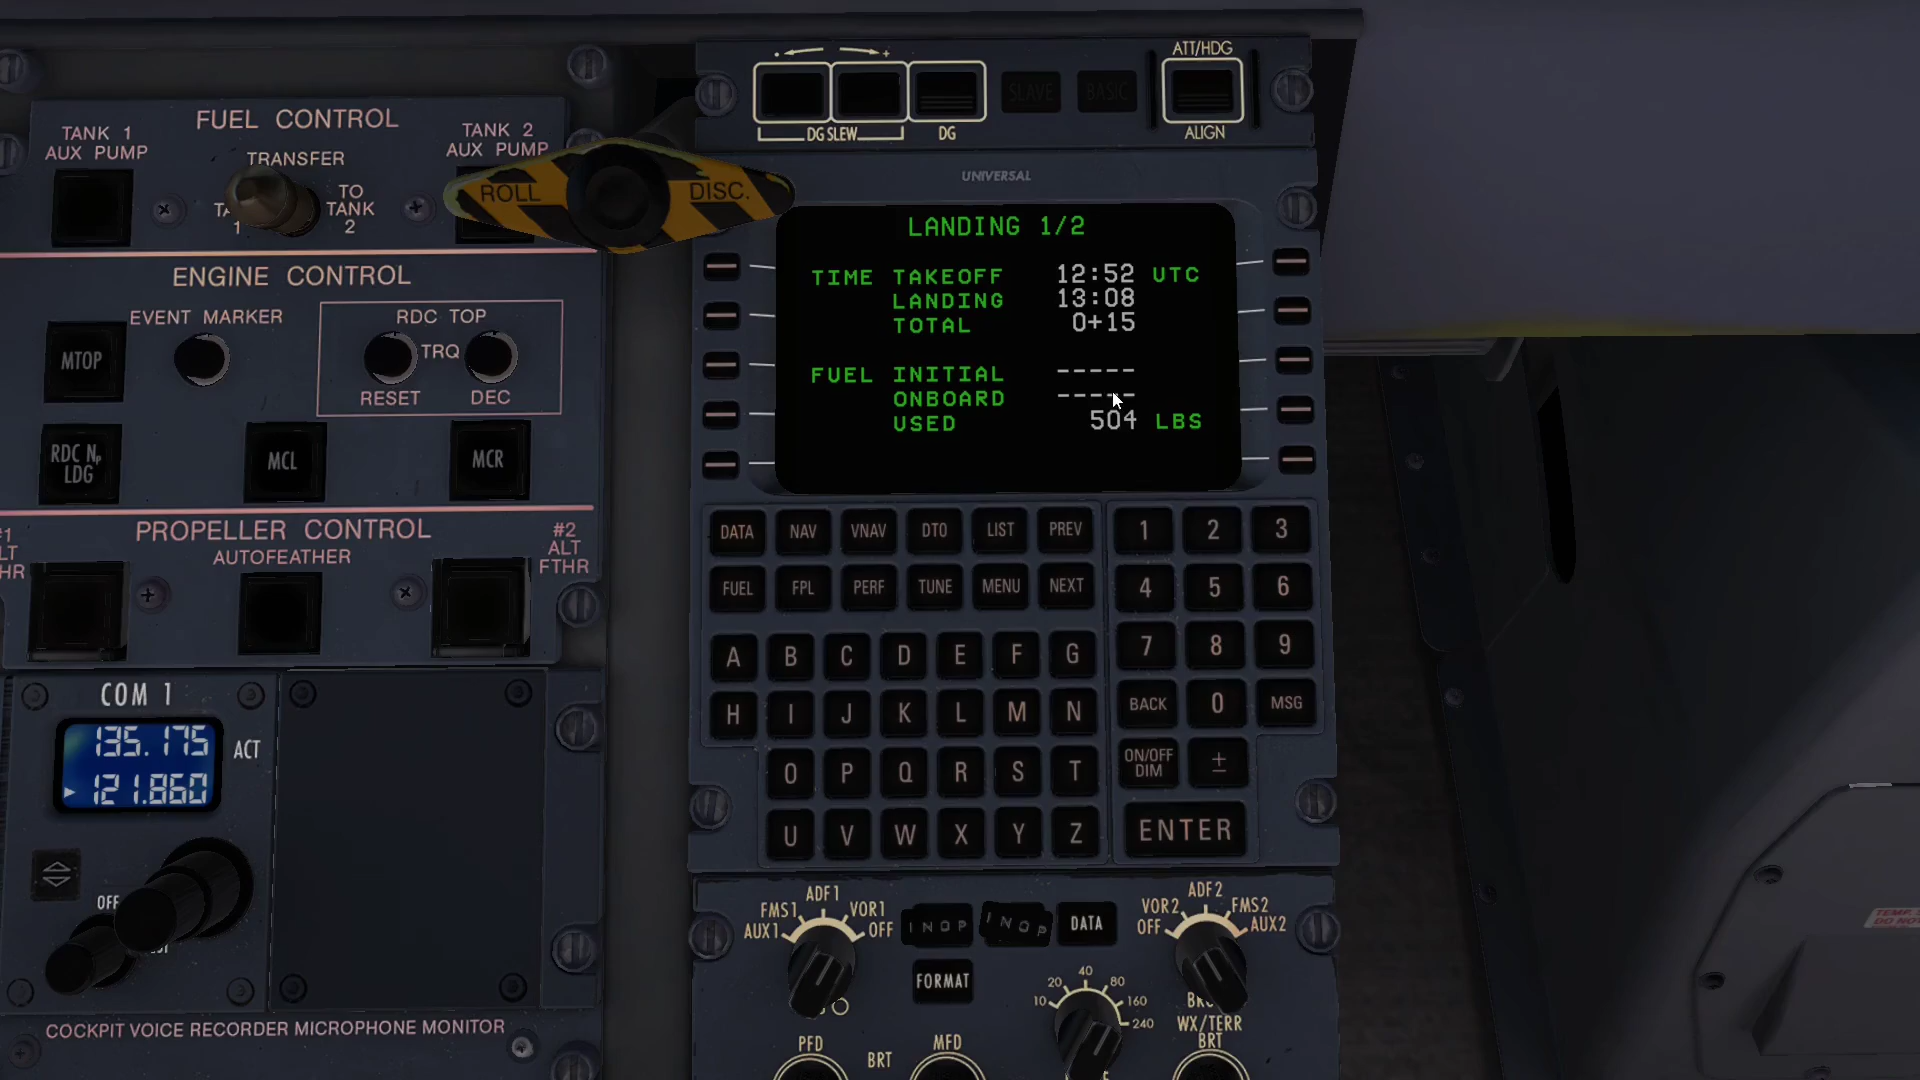 FUEL CONTROL
TANK 1
AUX PUMP
TRANSFER
TANK 2
AUX PUMP
TO
TANK
2
1
ROLL DISC.
ENGINE CONTROL
EVENT MARKER
RDC TOP
TRQ
RESET DEC
MTOP
RDC Np
LDG
MCL
MCR
PROPELLER CONTROL
AUTOFEATHER
#1
#2
ALT
FTHR
COM 1
135.175
121.860
ACT
OFF
COCKPIT VOICE RECORDER MICROPHONE MONITOR
- +
DG SLEW
DG
SLAVE
BASIC
ATT/HDG
ALIGN
UNIVERSAL
LANDING 1/2
TIME TAKEOFF 12:52 UTC
LANDING 13:08
TOTAL 0+15
FUEL INITIAL -----
ONBOARD -----
USED 504 LBS
DATA NAV VNAV DTO LIST PREV
FUEL FPL PERF TUNE MENU NEXT
1 2 3
4 5 6
7 8 9
BACK 0 MSG
ON/OFF
DIM
±
ENTER
A B C D E F G
H I J K L M N
O P Q R S T
U V W X Y Z
ADF1
FMS1 VOR1
AUX1 OFF
INOP
INOP
DATA
FORMAT
ADF2
VOR2 FMS2
OFF AUX2
10 20 40 80 160 240
WX/TERR
BRT
PFD
BRT
MFD